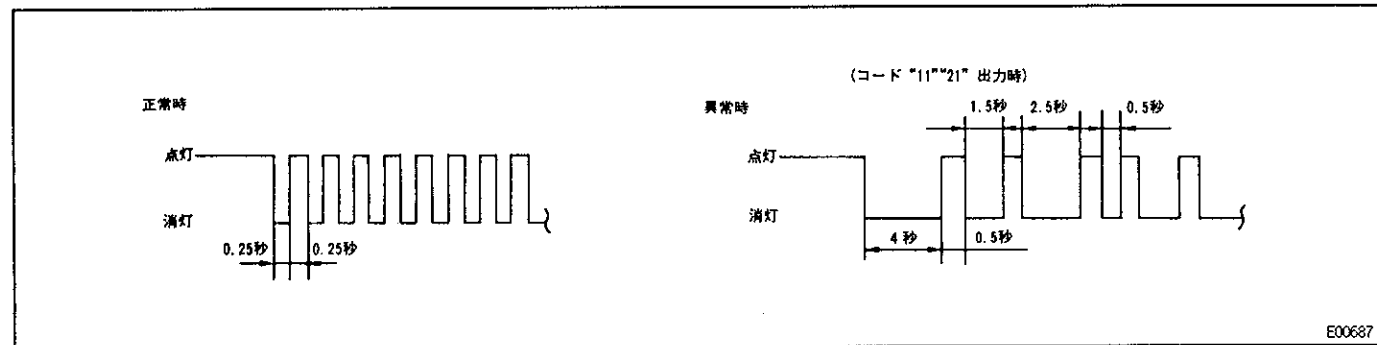 (コード "11""21" 出力時)
正常時
異常時
1.5秒 2.5秒 0.5秒
点灯
点灯
消灯
消灯
0.25秒 0.25秒
4秒 0.5秒
E00687